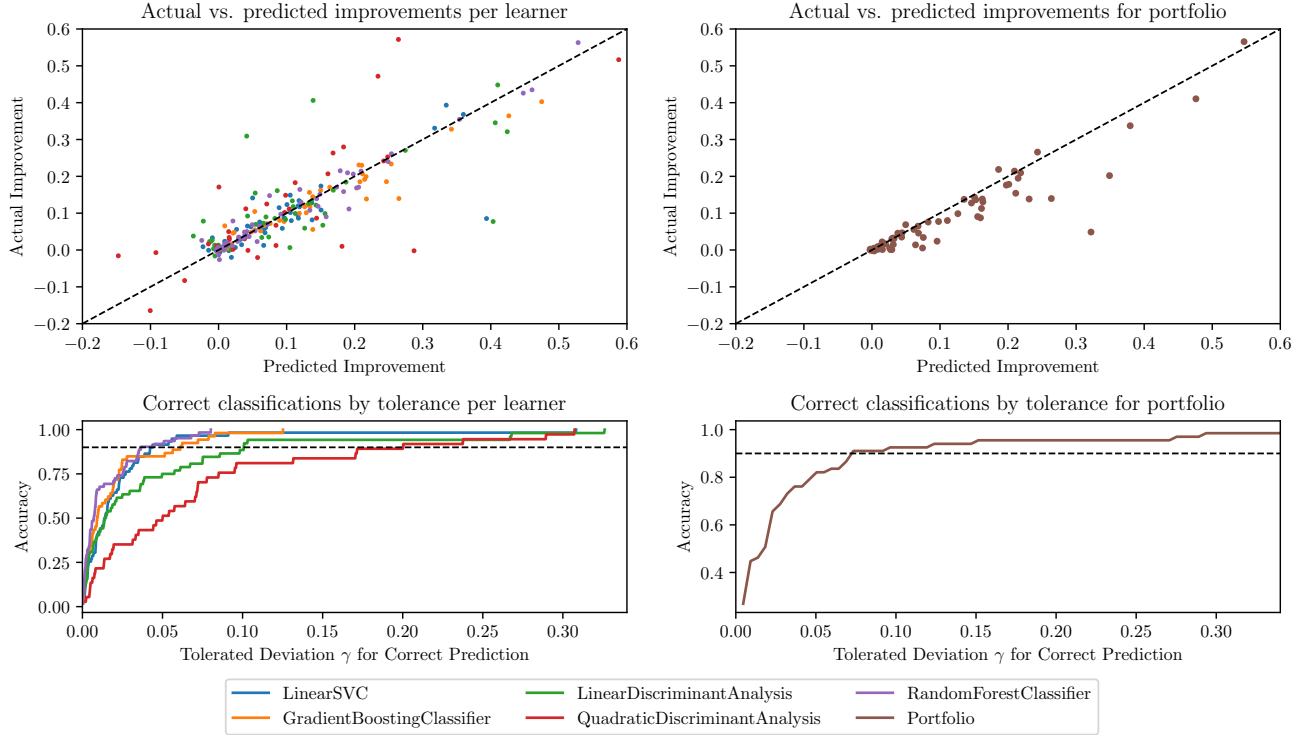 Actual vs. predicted improvements per learner
Actual Improvement
0.6
0.5
0.4
0.3
0.2
0.1
0.0
−0.1
−0.2
−0.2 −0.1 0.0 0.1 0.2 0.3 0.4 0.5 0.6
Predicted Improvement
Actual vs. predicted improvements for portfolio
Actual Improvement
0.6
0.5
0.4
0.3
0.2
0.1
0.0
−0.1
−0.2
−0.2 −0.1 0.0 0.1 0.2 0.3 0.4 0.5 0.6
Predicted Improvement
Correct classifications by tolerance per learner
Accuracy
1.00
0.75
0.50
0.25
0.00
0.00 0.05 0.10 0.15 0.20 0.25 0.30
Tolerated Deviation γ for Correct Prediction
Correct classifications by tolerance for portfolio
Accuracy
1.0
0.8
0.6
0.4
0.00 0.05 0.10 0.15 0.20 0.25 0.30
Tolerated Deviation γ for Correct Prediction
LinearSVC
GradientBoostingClassifier
LinearDiscriminantAnalysis
QuadraticDiscriminantAnalysis
RandomForestClassifier
Portfolio